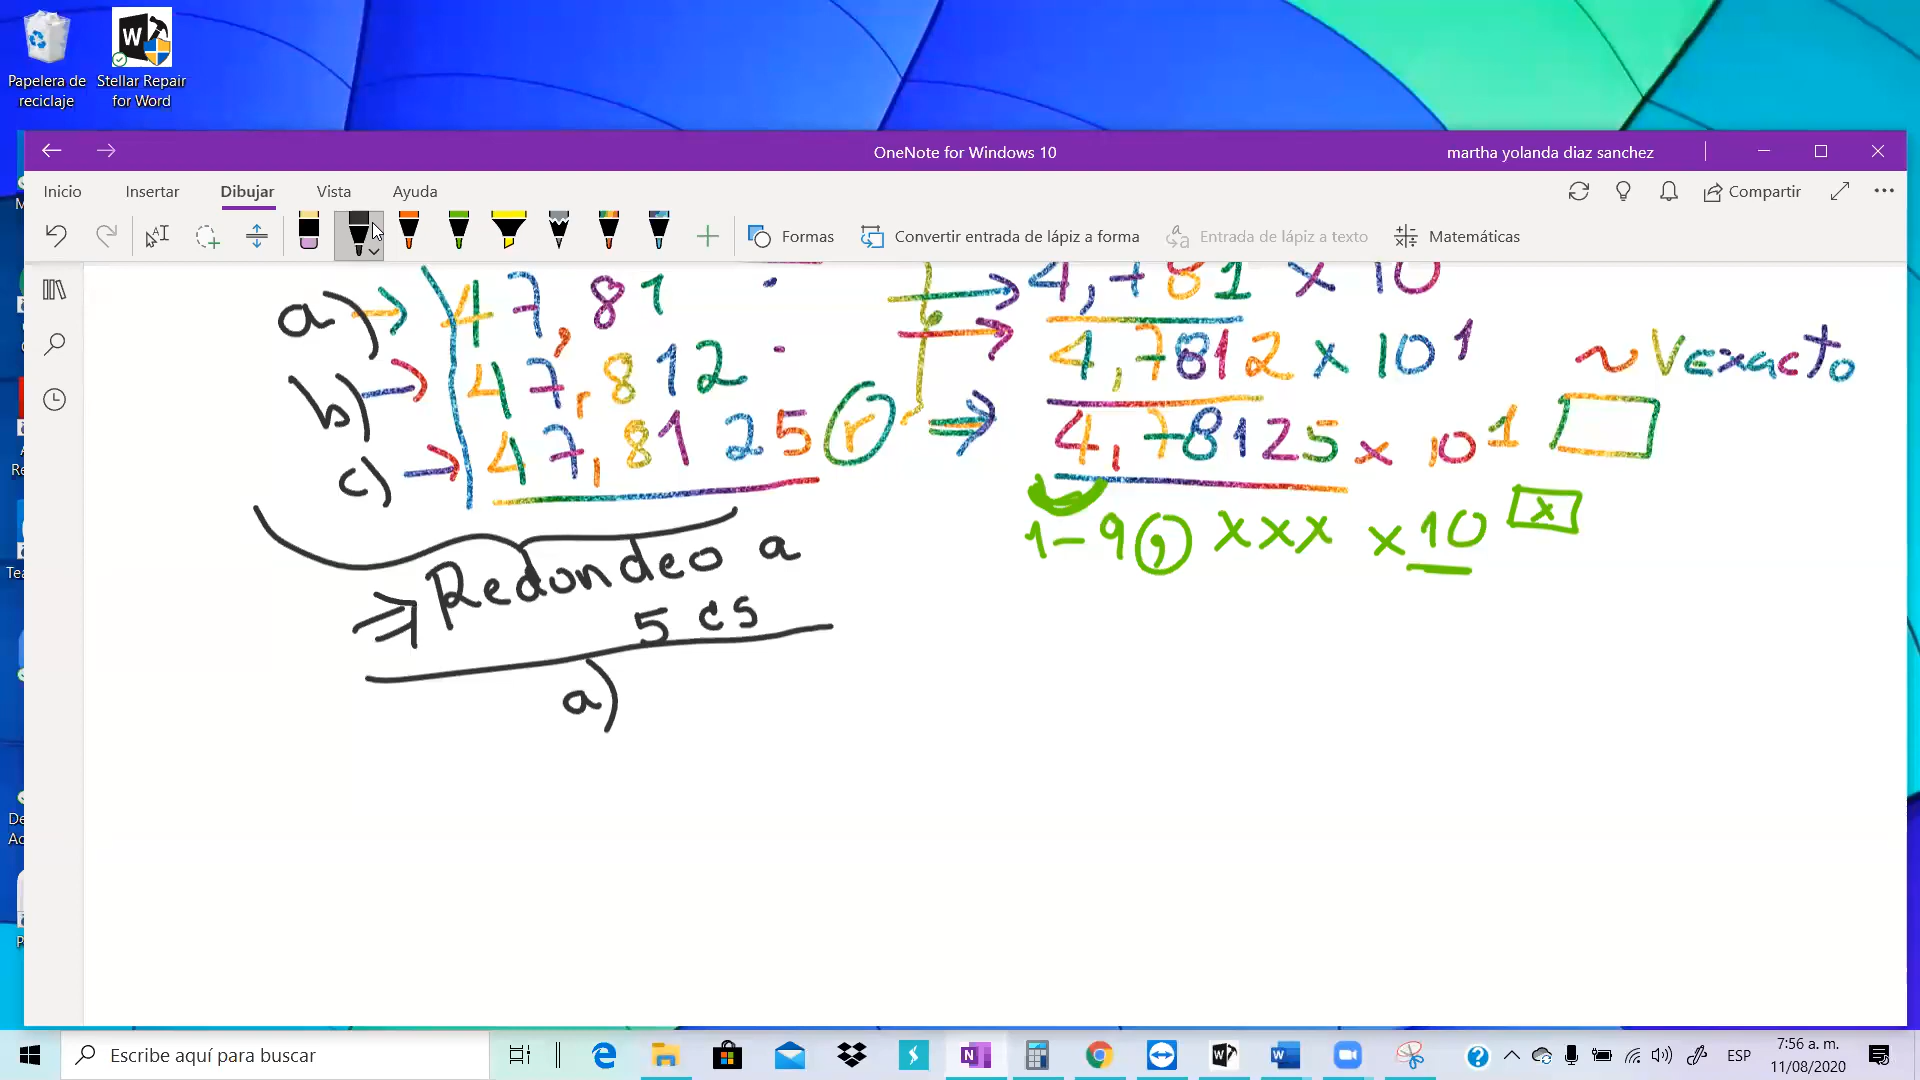 Papelera de
reciclaje
Stellar Repair
for Word
OneNote for Windows 10
martha yolanda diaz sanchez
Inicio
Insertar
Dibujar
Vista
Ayuda
Compartir
Formas
Convertir entrada de lápiz a forma
Entrada de lápiz a texto
Matemáticas
a) → 47,81
4,781 x 10
b) → 47,812
4,7812 x 10 1
~ Vexacto
c) → 47,8125 r ⇒
4,78125 x 10 1
1-9, xxx x 10 x
⇒ Redondeo a
5 cs
a)
Escribe aquí para buscar
ESP
7:56 a. m.
11/08/2020